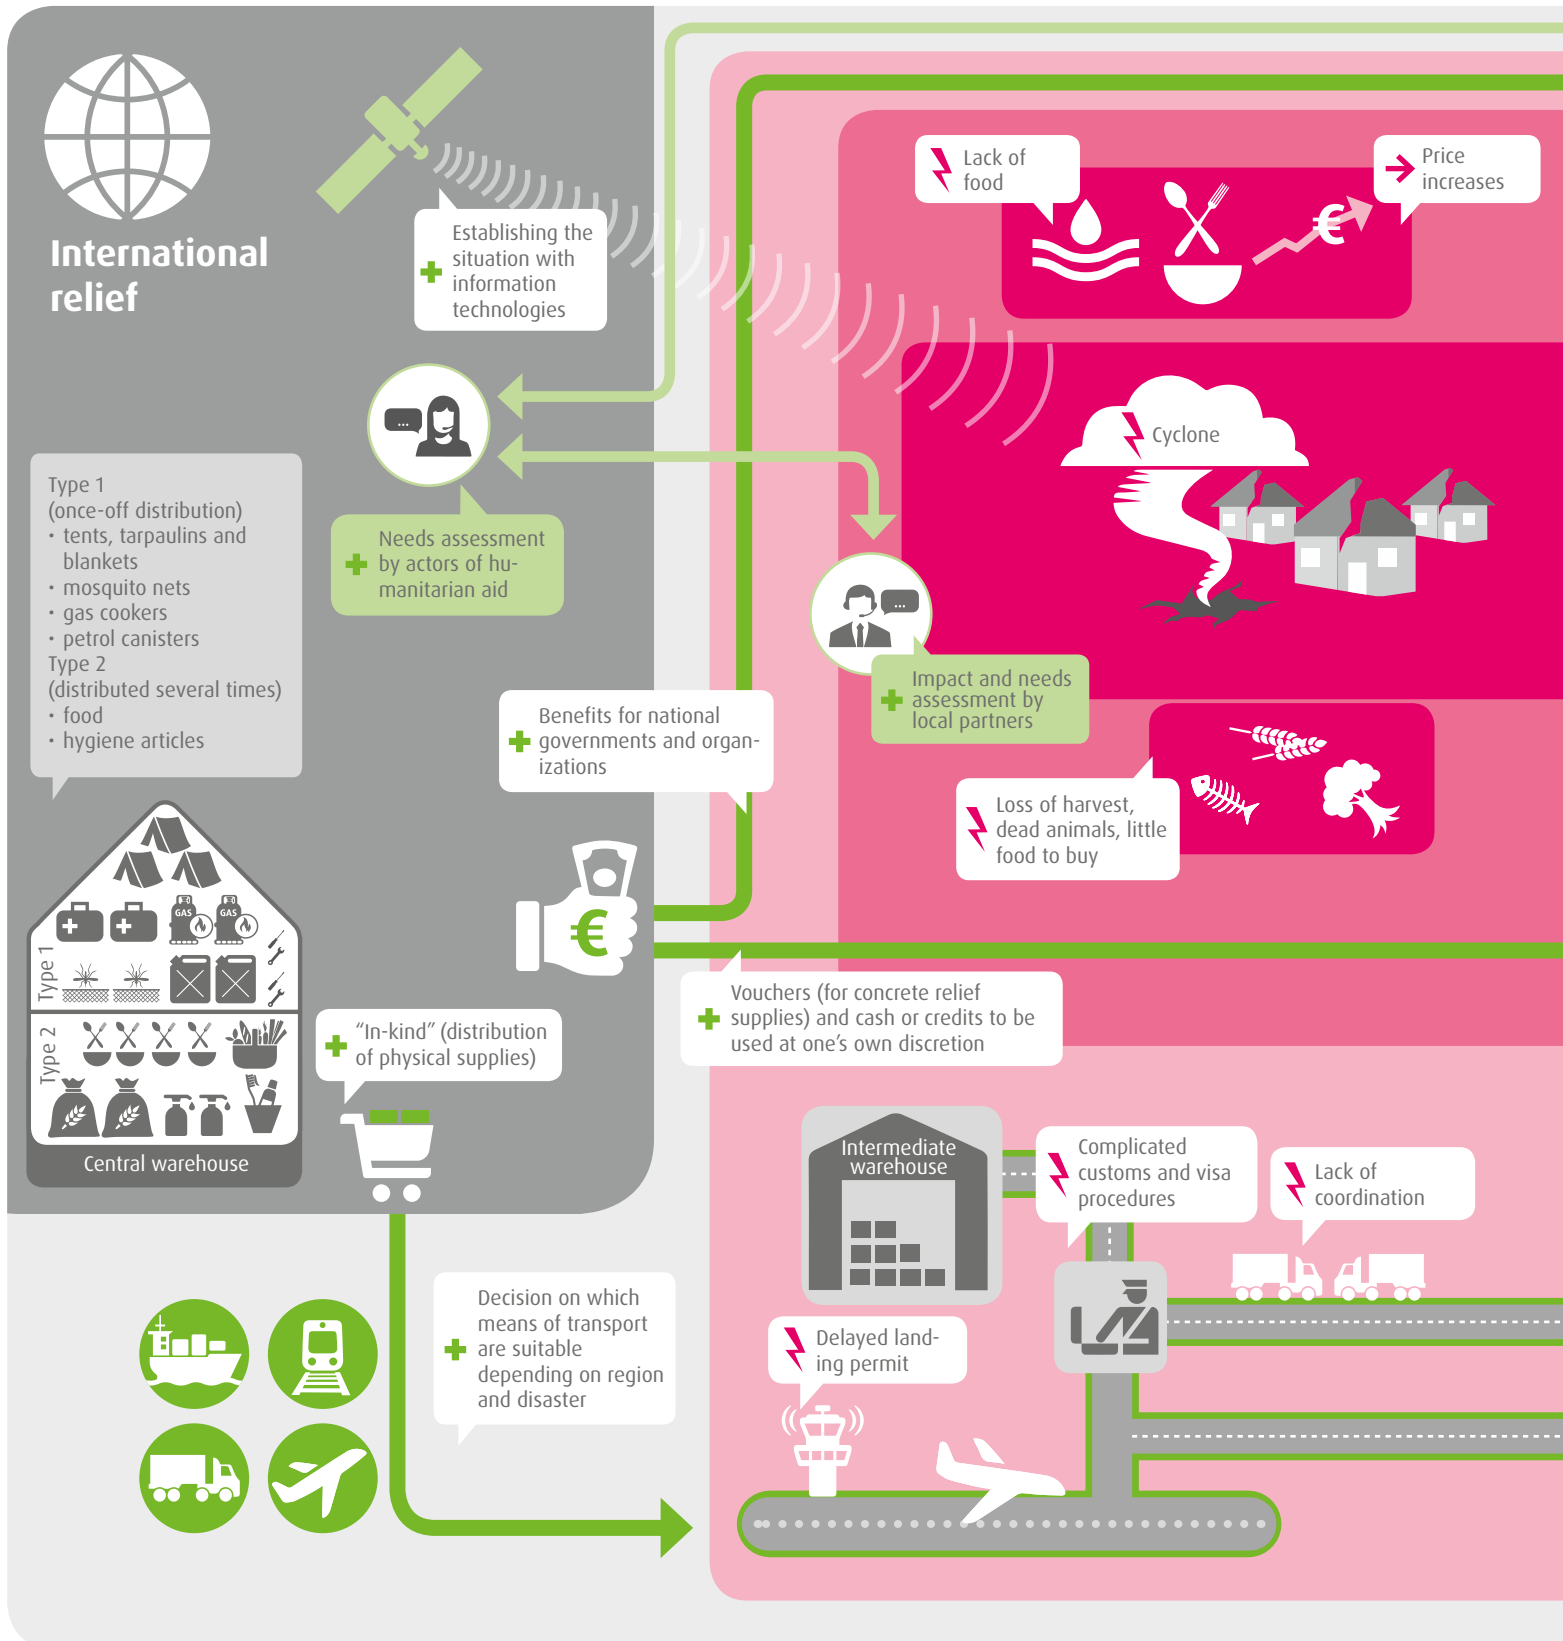 International
relief
Establishing the
situation with
information
technologies
Lack of
food
€
Price
increases
Cyclone
...
Needs assessment
by actors of hu-
manitarian aid
...
Impact and needs
assessment by
local partners
Type 1
(once-off distribution)
• tents, tarpaulins and
blankets
• mosquito nets
• gas cookers
• petrol canisters
Type 2
(distributed several times)
• food
• hygiene articles
Benefits for national
governments and organ-
izations
Loss of harvest,
dead animals, little
food to buy
€
GAS
GAS
Type 1
Type 2
Central warehouse
“In-kind” (distribution
of physical supplies)
Vouchers (for concrete relief
supplies) and cash or credits to be
used at one’s own discretion
Intermediate
warehouse
Complicated
customs and visa
procedures
Lack of
coordination
Decision on which
means of transport
are suitable
depending on region
and disaster
Delayed land-
ing permit